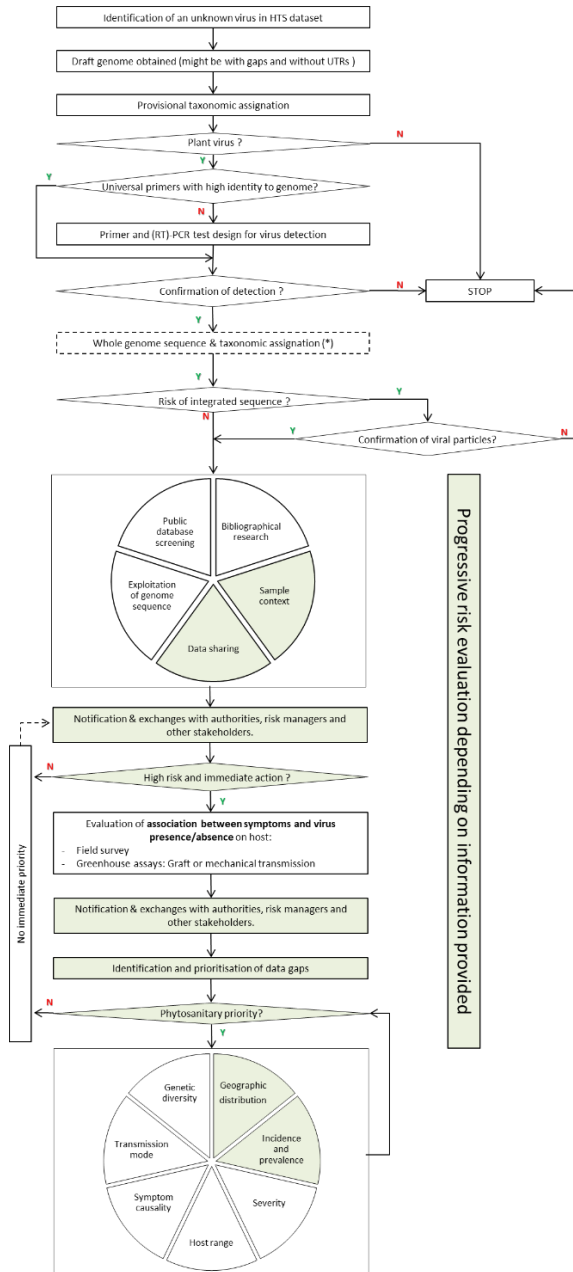 Identification of an unknown virus in HTS dataset
Draft genome obtained (might be with gaps and without UTRs )
Provisional taxonomic assignation
Plant virus ?
N
Y
Y
Universal primers with high identity to genome?
N
Primer and (RT)-PCR test design for virus detection
Confirmation of detection ?
N
STOP
Y
Whole genome sequence & taxonomic assignation (*)
Y
Risk of integrated sequence ?
Y
N
Y
Confirmation of viral particles?
N
Public
database
screening
Bibliographical
research
Exploitation
of genome
sequence
Sample
context
Data sharing
Progressive risk evaluation depending on information provided
Notification & exchanges with authorities, risk managers and
other stakeholders.
N
High risk and immediate action ?
Y
Evaluation of association between symptoms and virus
presence/absence on host:
- Field survey
- Greenhouse assays: Graft or mechanical transmission
No immediate priority
Notification & exchanges with authorities, risk managers and
other stakeholders.
Identification and prioritisation of data gaps
N
Phytosanitary priority?
Y
Genetic
diversity
Geographic
distribution
Transmission
mode
Incidence and
prevalence
Symptom
causality
Severity
Host range